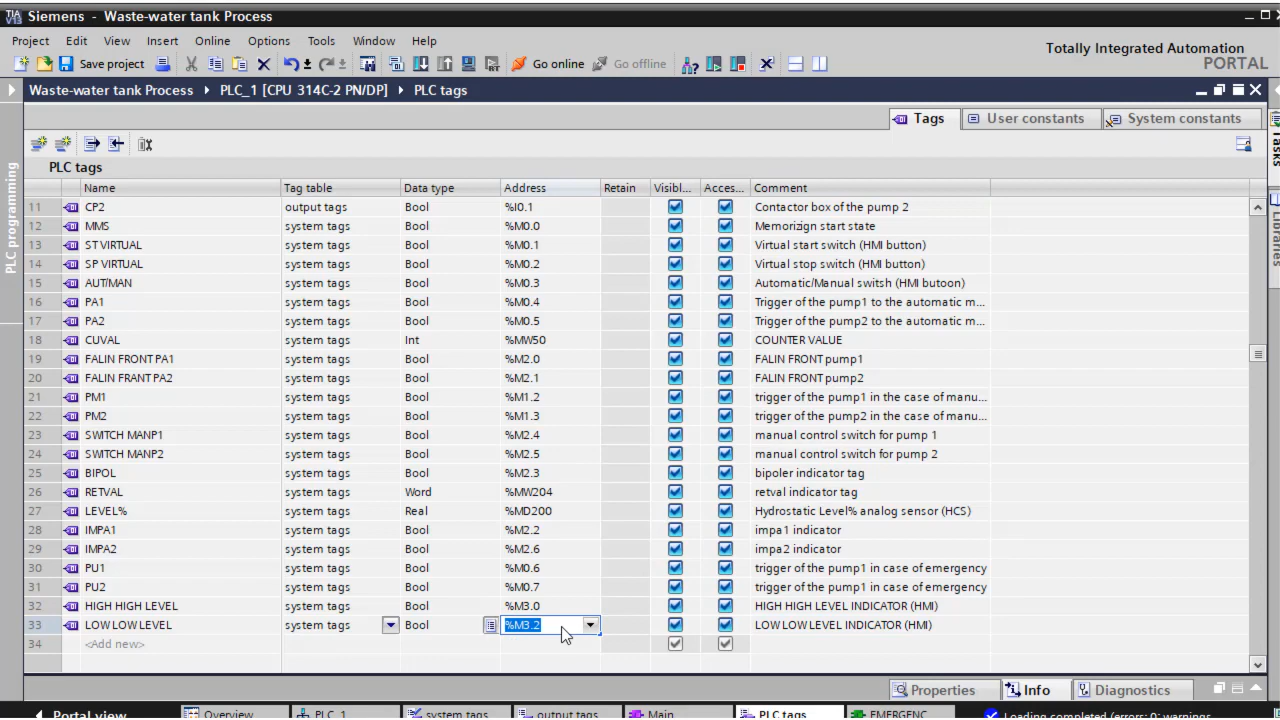 TIA V13 Siemens - Waste-water tank Process
Project Edit View Insert Online Options Tools Window Help
Totally Integrated Automation
PORTAL
Save project Go online Go offline
Waste-water tank Process PLC_1 [CPU 314C-2 PN/DP] PLC tags
Tags User constants System constants
PLC tags
Name Tag table Data type Address Retain Visibl... Acces... Comment
11 CP2 output tags Bool %I0.1 Contactor box of the pump 2
12 MMS system tags Bool %M0.0 Memorizign start state
13 ST VIRTUAL system tags Bool %M0.1 Virtual start switch (HMI button)
14 SP VIRTUAL system tags Bool %M0.2 Virtual stop switch (HMI button)
15 AUT/MAN system tags Bool %M0.3 Automatic/Manual switsh (HMI butoon)
16 PA1 system tags Bool %M0.4 Trigger of the pump1 to the automatic m...
17 PA2 system tags Bool %M0.5 Trigger of the pump2 to the automatic m...
18 CUVAL system tags Int %MW50 COUNTER VALUE
19 FALIN FRONT PA1 system tags Bool %M2.0 FALIN FRONT pump1
20 FALIN FRANT PA2 system tags Bool %M2.1 FALIN FRONT pump2
21 PM1 system tags Bool %M1.2 trigger of the pump1 in the case of manu...
22 PM2 system tags Bool %M1.3 trigger of the pump2 in the case of manu...
23 SWITCH MANP1 system tags Bool %M2.4 manual control switch for pump 1
24 SWITCH MANP2 system tags Bool %M2.5 manual control switch for pump 2
25 BIPOL system tags Bool %M2.3 bipoler indicator tag
26 RETVAL system tags Word %MW204 retval indicator tag
27 LEVEL% system tags Real %MD200 Hydrostatic Level% analog sensor (HCS)
28 IMPA1 system tags Bool %M2.2 impa1 indicator
29 IMPA2 system tags Bool %M2.6 impa2 indicator
30 PU1 system tags Bool %M0.6 trigger of the pump1 in case of emergency
31 PU2 system tags Bool %M0.7 trigger of the pump1 in case of emergency
32 HIGH HIGH LEVEL system tags Bool %M3.0 HIGH HIGH LEVEL INDICATOR (HMI)
33 LOW LOW LEVEL system tags Bool %M3.2 LOW LOW LEVEL INDICATOR (HMI)
34 <Add new>
PLC programming
Tasks
Libraries
Properties Info Diagnostics
Portal view Overview PLC_1 system tags output tags Main PLC tags EMERGENC... Loading completed (errors: 0; warnings